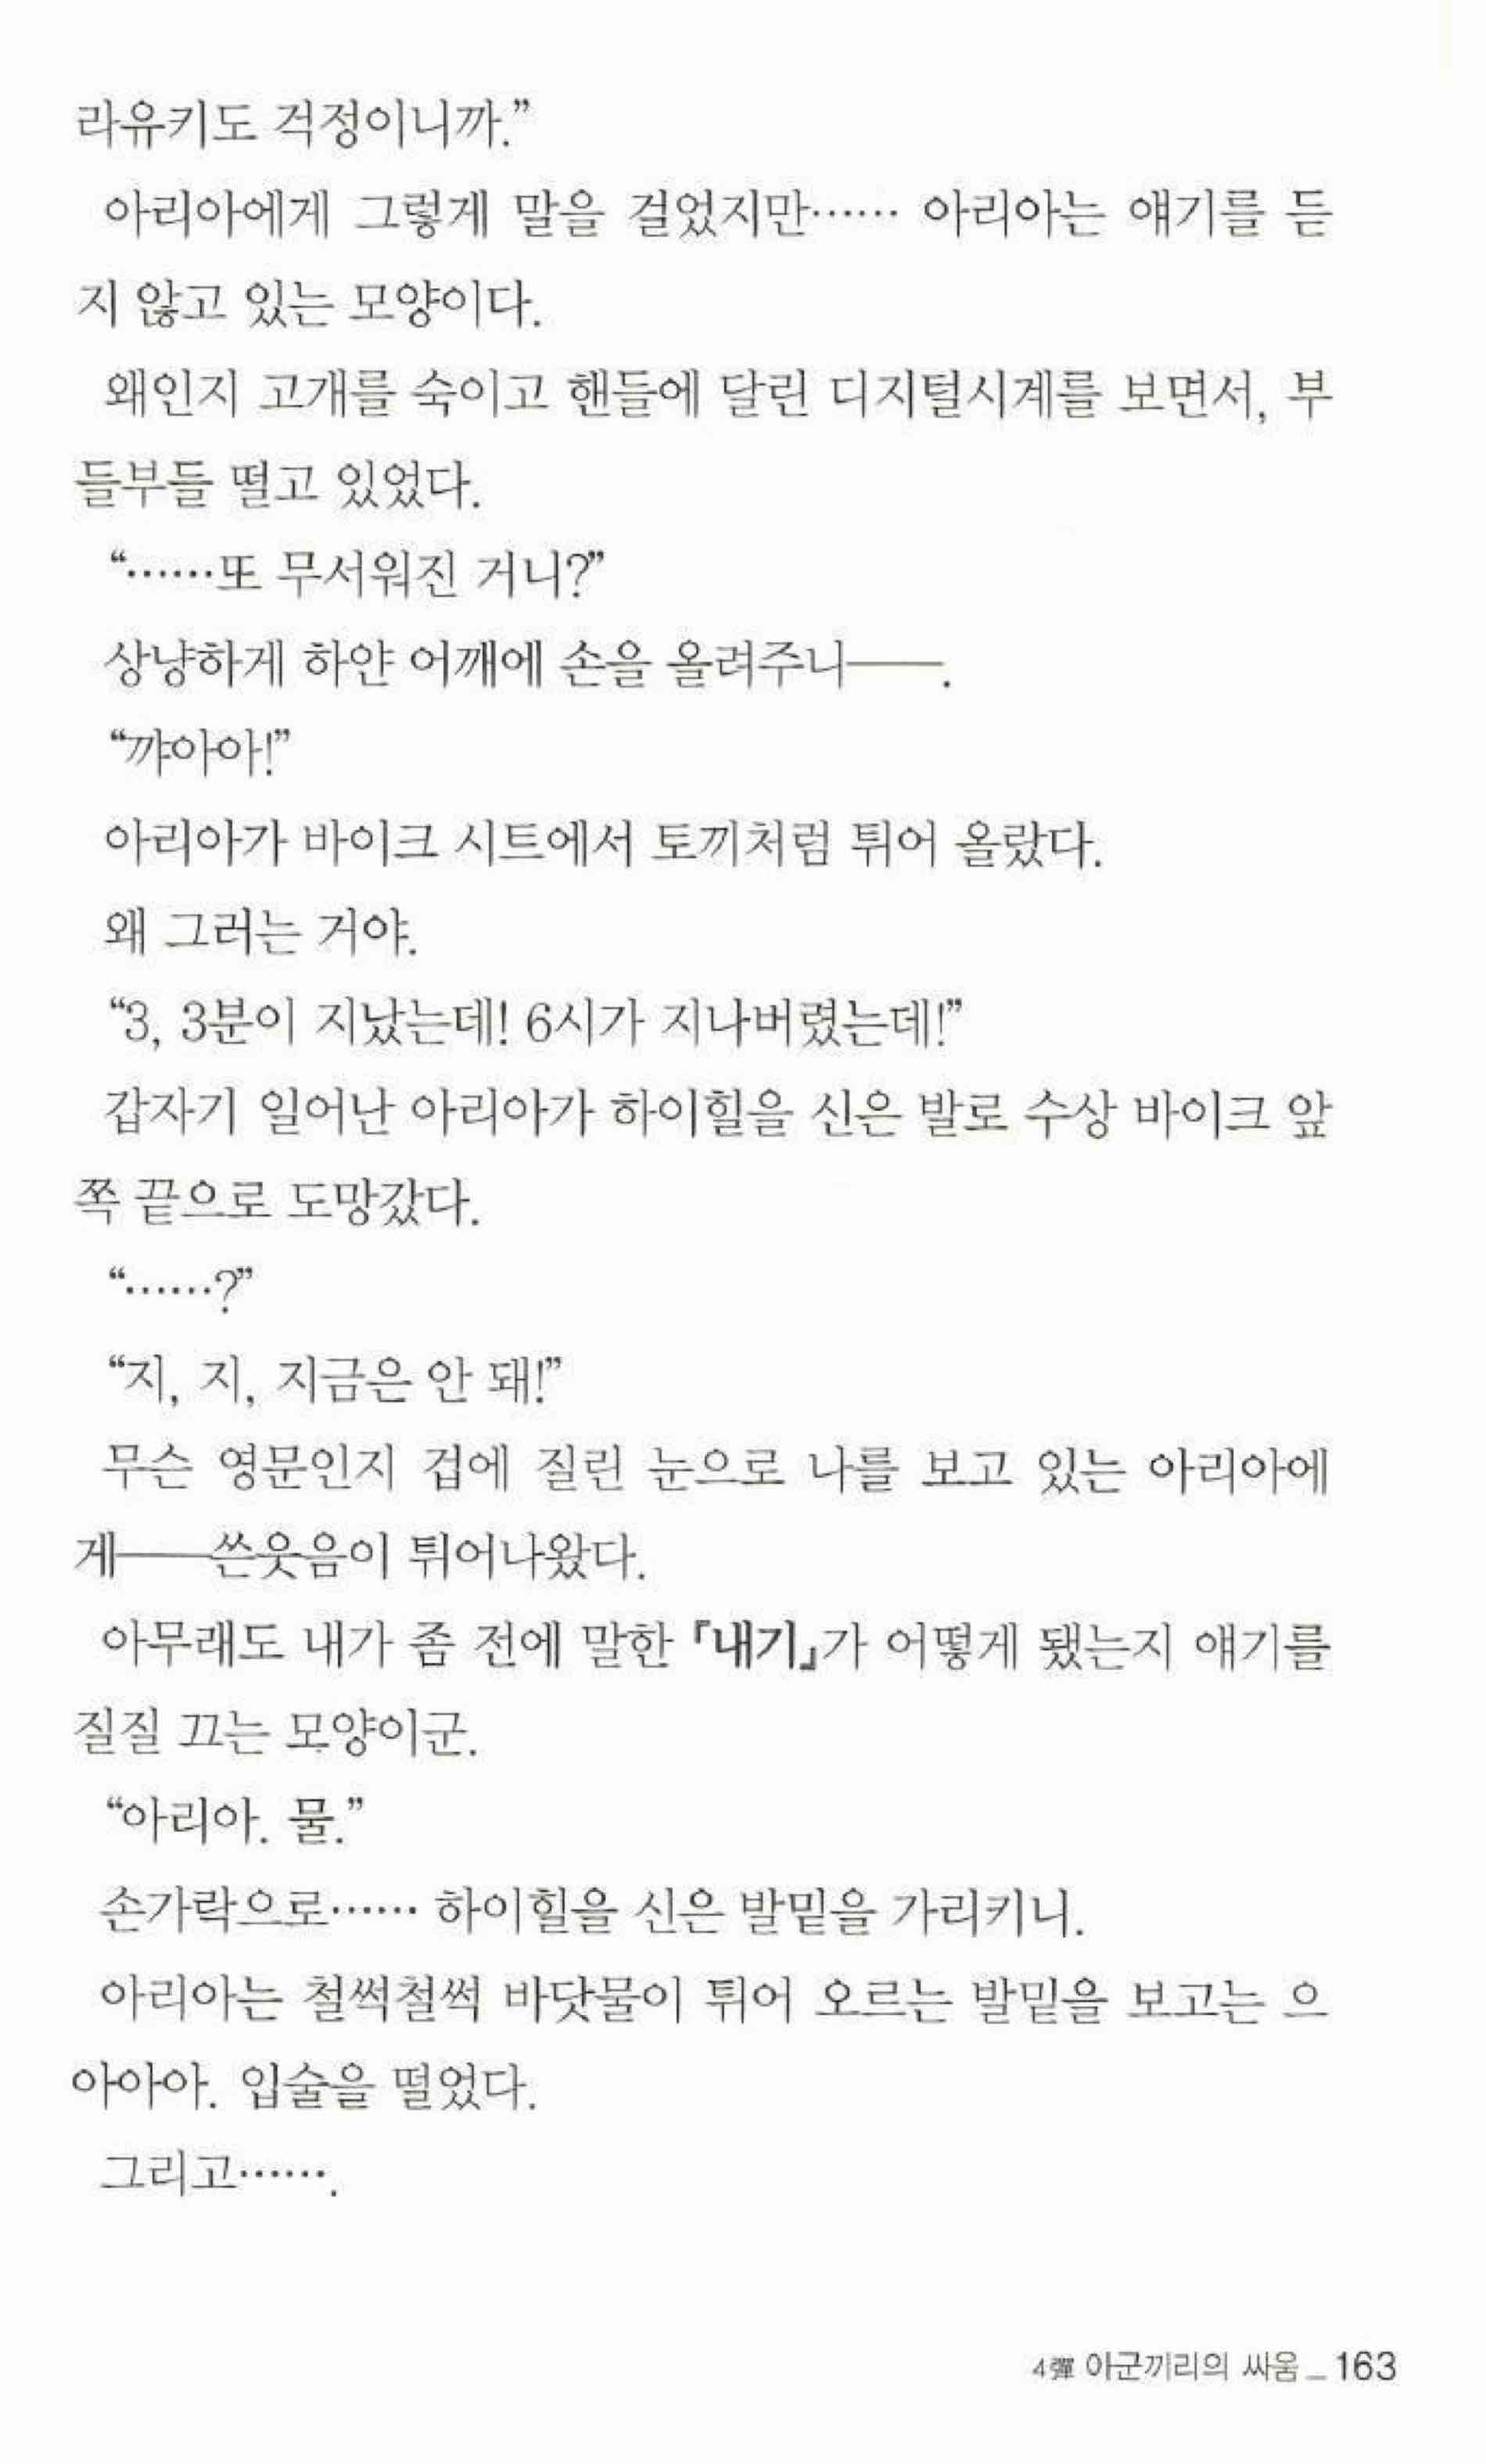 라유키도 걱정이니까.”
아리아에게 그렇게 말을 걸었지만…… 아리아는 얘기를 듣
지 않고 있는 모양이다.
왜인지 고개를 숙이고 핸들에 달린 디지털시계를 보면서, 부
들부들 떨고 있었다.
“……또 무서워진 거니?”
상냥하게 하얀 어깨에 손을 올려주니――.
“꺄아아!”
아리아가 바이크 시트에서 토끼처럼 튀어 올랐다.
왜 그러는 거야.
“3, 3분이 지났는데! 6시가 지나버렸는데!”
갑자기 일어난 아리아가 하이힐을 신은 발로 수상 바이크 앞
쪽 끝으로 도망갔다.
“……?”
“지, 지, 지금은 안 돼!”
무슨 영문인지 겁에 질린 눈으로 나를 보고 있는 아리아에
게――쓴웃음이 튀어나왔다.
아무래도 내가 좀 전에 말한 『내기』가 어떻게 됐는지 얘기를
질질 끄는 모양이군.
“아리아. 물.”
손가락으로…… 하이힐을 신은 발밑을 가리키니.
아리아는 철썩철썩 바닷물이 튀어 오르는 발밑을 보고는 으
아아아. 입술을 떨었다.
그리고…….
4彈 아군끼리의 싸움 _ 163